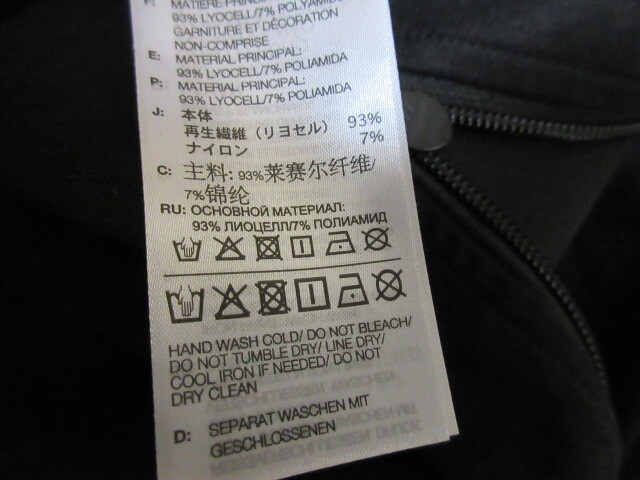 F: MATIÈRE PRINCIPALE:
93% LYOCELL/7% POLYAMIDE
GARNITURE ET DÉCORATION
NON-COMPRISE
E: MATERIAL PRINCIPAL:
93% LYOCELL/7% POLIAMIDA
P: MATERIAL PRINCIPAL:
93% LYOCELL/7% POLIAMIDA
J: 本体
再生繊維（リヨセル） 93%
ナイロン 7%
C: 主料: 93%莱赛尔纤维/
7%锦纶
RU: ОСНОВНОЙ МАТЕРИАЛ:
93% ЛИОЦЕЛЛ/7% ПОЛИАМИД
HAND WASH COLD/ DO NOT BLEACH/
DO NOT TUMBLE DRY/ LINE DRY/
COOL IRON IF NEEDED/ DO NOT
DRY CLEAN
D: SEPARAT WASCHEN MIT
GESCHLOSSENEN